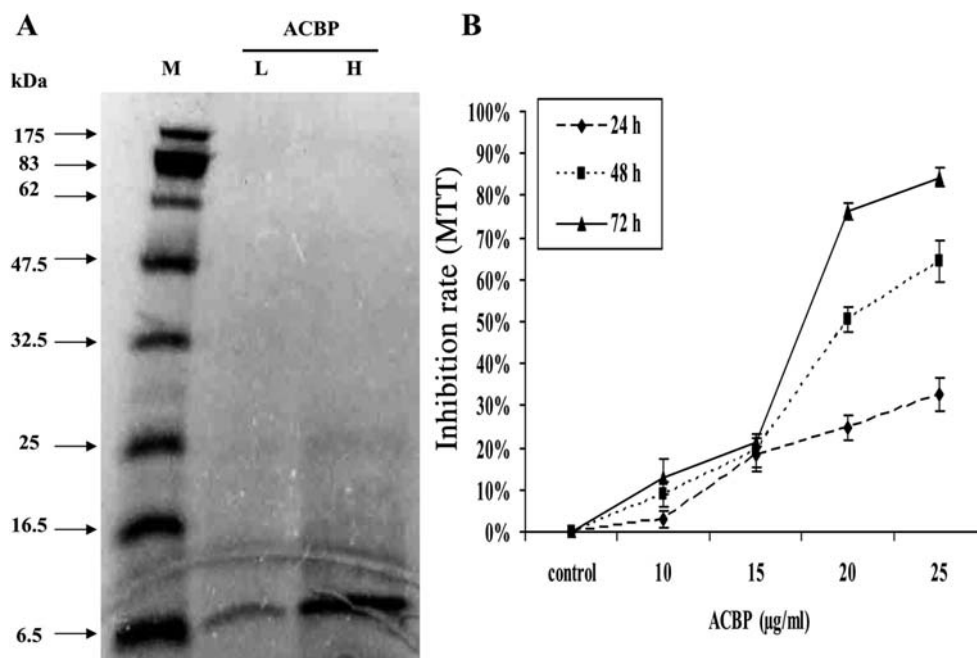 A
ACBP
M L H
kDa
175
83
62
47.5
32.5
25
16.5
6.5
B
Inhibition rate (MTT)
100%
90%
80%
70%
60%
50%
40%
30%
20%
10%
0%
24 h
48 h
72 h
control 10 15 20 25
ACBP (µg/ml)